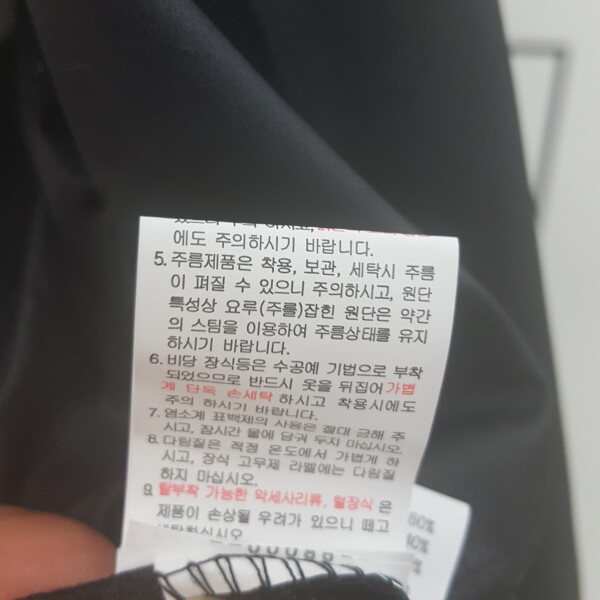 에도 주의하시기 바랍니다.
5. 주름제품은 착용, 보관, 세탁시 주름
이 펴질 수 있으니 주의하시고, 원단
특성상 요루(주름)잡힌 원단은 약간
의 스팀을 이용하여 주름상태를 유지
하시기 바랍니다.
6. 비당 장식등은 수공예 기법으로 부착
되었으므로 반드시 옷을 뒤집어가볍
게 단독 손세탁 하시고 착용시에도
주의 하시기 바랍니다.
7. 염소계 표백제의 사용은 절대 금해 주
시고, 잠시간 물에 담궈 두지 마십시오.
8. 다림질은 적정 온도에서 가볍게 하
시고, 장식 고무제 라벨에는 다림질
하지 마십시오.
9. 탈부착 가능한 악세사리류, 털장식 은
제품이 손상될 우려가 있으니 떼고
세탁하십시오
60%